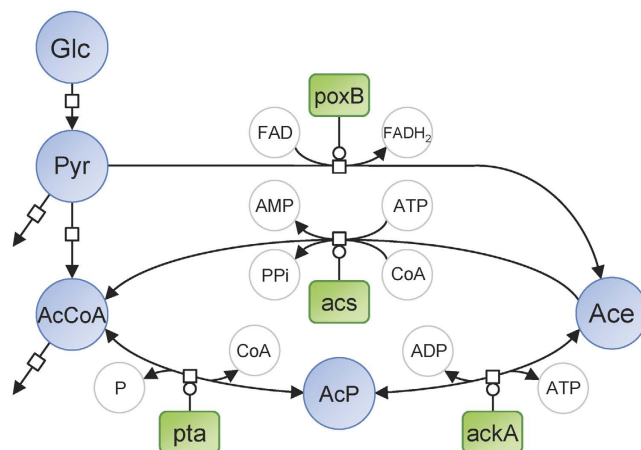 Glc
poxB
FAD
FADH2
Pyr
AMP
ATP
PPi
CoA
acs
AcCoA
Ace
P
CoA
AcP
ADP
ATP
pta
ackA